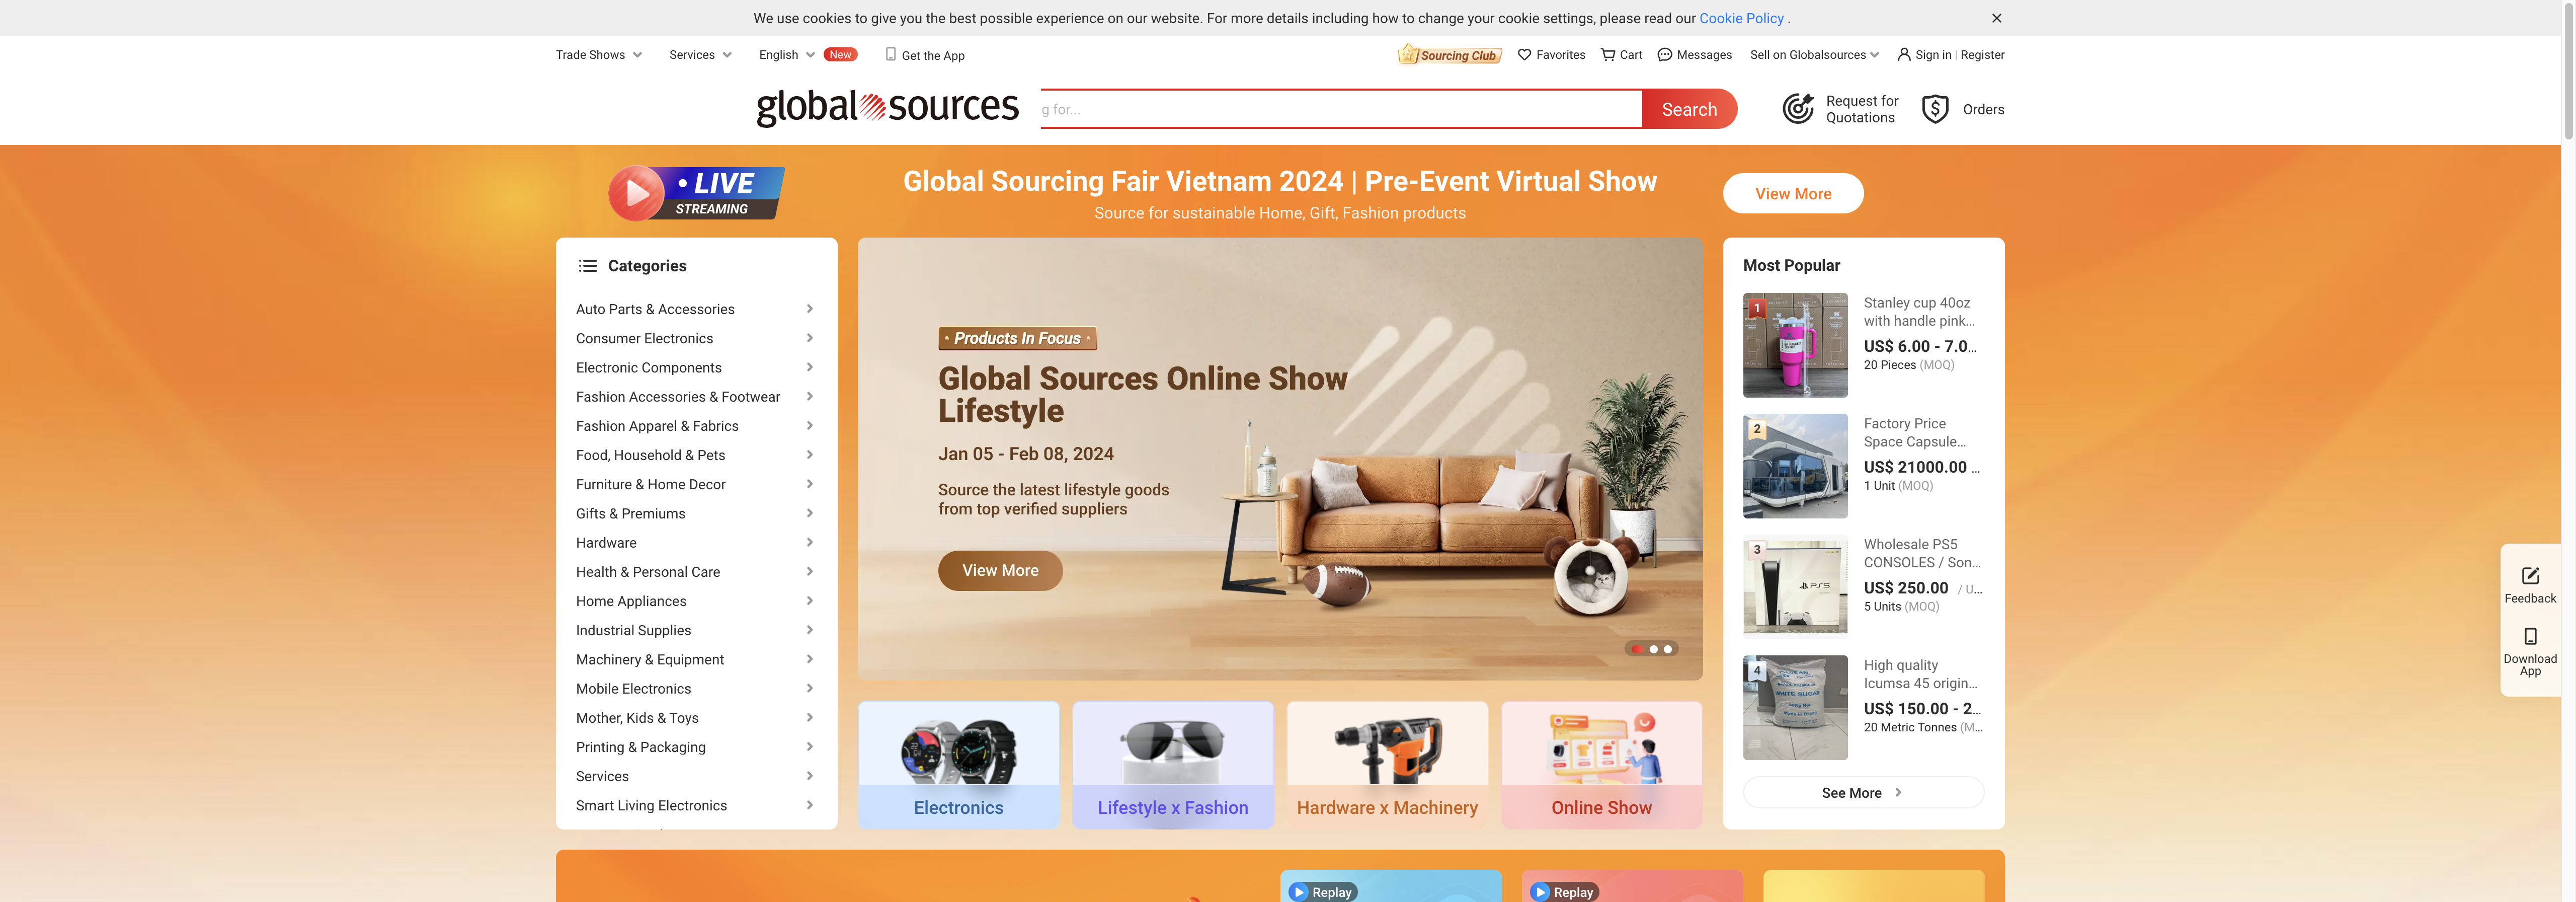 We use cookies to give you the best possible experience on our website. For more details including how to change your cookie settings, please read our Cookie Policy .
Trade Shows
Services
English
New
Get the App
Sourcing Club
Favorites
Cart
Messages
Sell on Globalsources
Sign in | Register
global sources
g for...
Search
Request for
Quotations
Orders
• LIVE
STREAMING
Global Sourcing Fair Vietnam 2024 | Pre-Event Virtual Show
Source for sustainable Home, Gift, Fashion products
View More
Categories
Auto Parts & Accessories
Consumer Electronics
Electronic Components
Fashion Accessories & Footwear
Fashion Apparel & Fabrics
Food, Household & Pets
Furniture & Home Decor
Gifts & Premiums
Hardware
Health & Personal Care
Home Appliances
Industrial Supplies
Machinery & Equipment
Mobile Electronics
Mother, Kids & Toys
Printing & Packaging
Services
Smart Living Electronics
• Products In Focus •
Global Sources Online Show
Lifestyle
Jan 05 - Feb 08, 2024
Source the latest lifestyle goods
from top verified suppliers
View More
Electronics
Lifestyle x Fashion
Hardware x Machinery
Online Show
Most Popular
1
Stanley cup 40oz
with handle pink...
US$ 6.00 - 7.0...
20 Pieces (MOQ)
2
Factory Price
Space Capsule...
US$ 21000.00 ...
1 Unit (MOQ)
3
PS5
Wholesale PS5
CONSOLES / Son...
US$ 250.00 / U...
5 Units (MOQ)
4
WHITE SUGAR
High quality
Icumsa 45 origin...
US$ 150.00 - 2...
20 Metric Tonnes (M...
See More
Feedback
Download
App
Replay
Replay